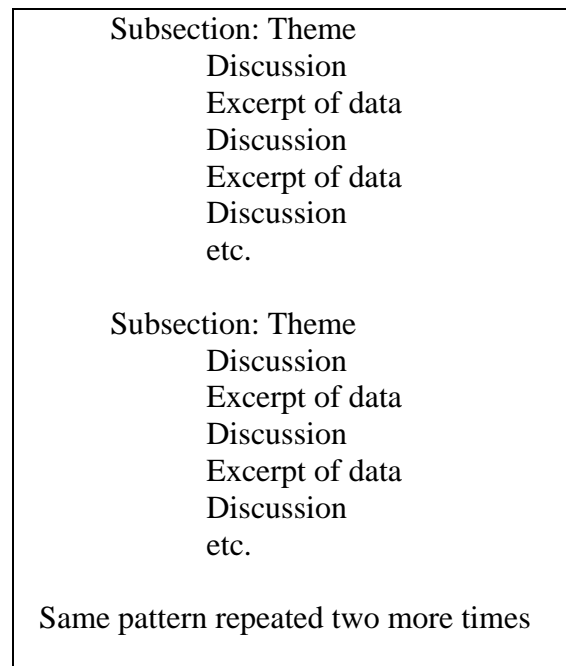 Subsection: Theme
Discussion
Excerpt of data
Discussion
Excerpt of data
Discussion
etc.
Subsection: Theme
Discussion
Excerpt of data
Discussion
Excerpt of data
Discussion
etc.
Same pattern repeated two more times